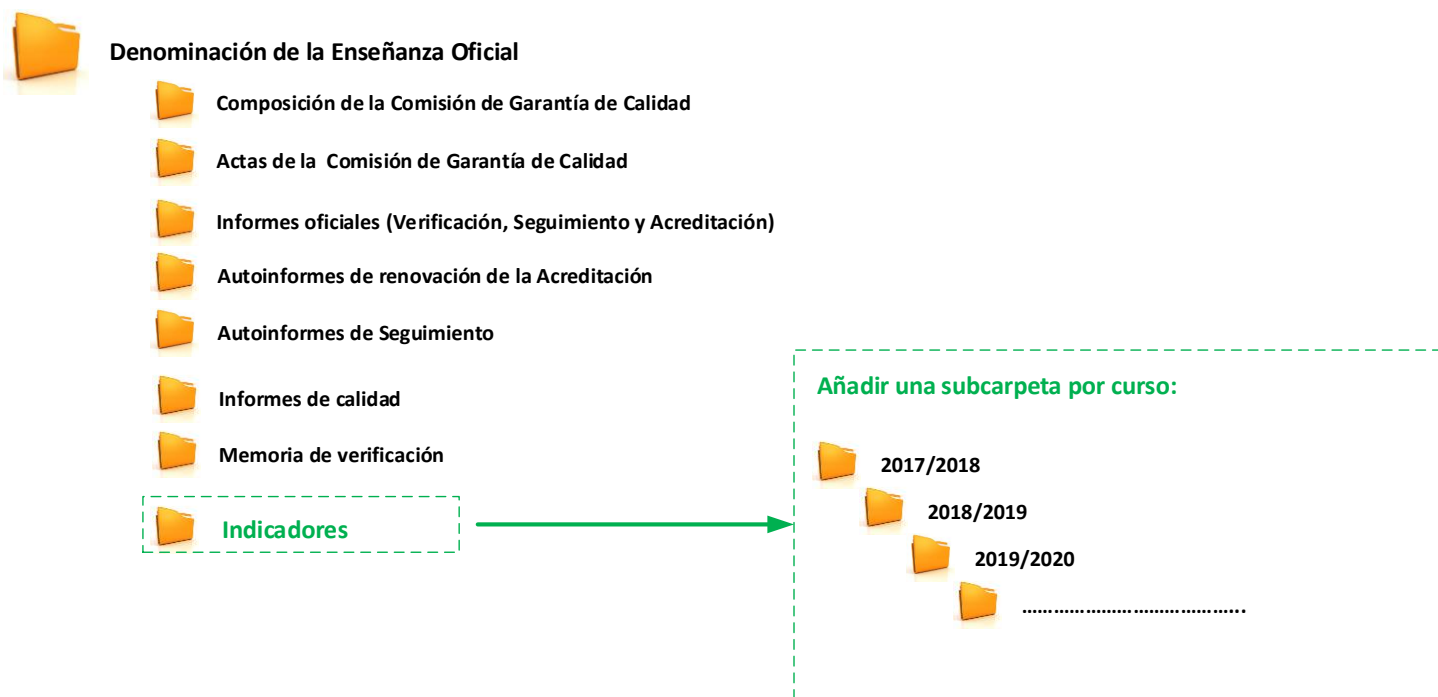 Denominación de la Enseñanza Oficial
Composición de la Comisión de Garantía de Calidad
Actas de la Comisión de Garantía de Calidad
Informes oficiales (Verificación, Seguimiento y Acreditación)
Autoinformes de renovación de la Acreditación
Autoinformes de Seguimiento
Informes de calidad
Memoria de verificación
Indicadores
Añadir una subcarpeta por curso:
2017/2018
2018/2019
2019/2020
…………………………………...